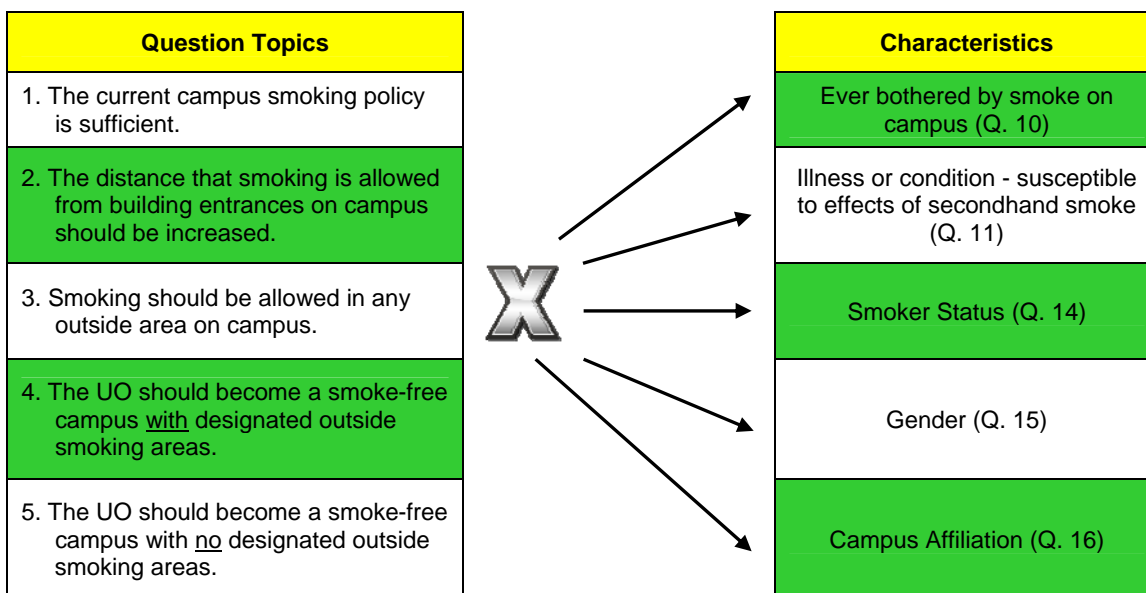 Question Topics
1. The current campus smoking policy
is sufficient.
2. The distance that smoking is allowed
from building entrances on campus
should be increased.
3. Smoking should be allowed in any
outside area on campus.
4. The UO should become a smoke-free
campus with designated outside
smoking areas.
5. The UO should become a smoke-free
campus with no designated outside
smoking areas.
X
Characteristics
Ever bothered by smoke on
campus (Q. 10)
Illness or condition - susceptible
to effects of secondhand smoke
(Q. 11)
Smoker Status (Q. 14)
Gender (Q. 15)
Campus Affiliation (Q. 16)